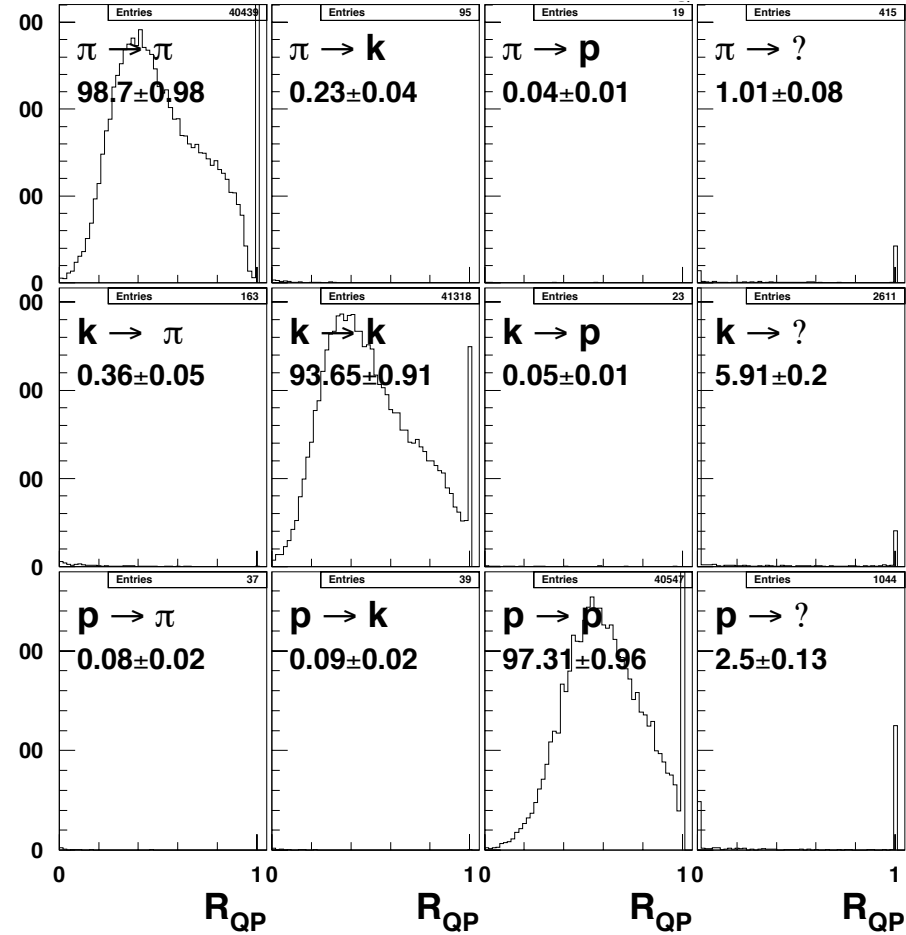 Entries 40439
π → π
98.7±0.98
Entries 95
π → k
0.23±0.04
Entries 19
π → p
0.04±0.01
Entries 415
π → ?
1.01±0.08
00
00
00
0
Entries 163
k → π
0.36±0.05
Entries 41318
k → k
93.65±0.91
Entries 23
k → p
0.05±0.01
Entries 2611
k → ?
5.91±0.2
00
00
00
0
Entries 37
p → π
0.08±0.02
Entries 39
p → k
0.09±0.02
Entries 40547
p → p
97.31±0.96
Entries 1044
p → ?
2.5±0.13
00
00
0
0 10 10 10 1
R_QP R_QP R_QP R_QP